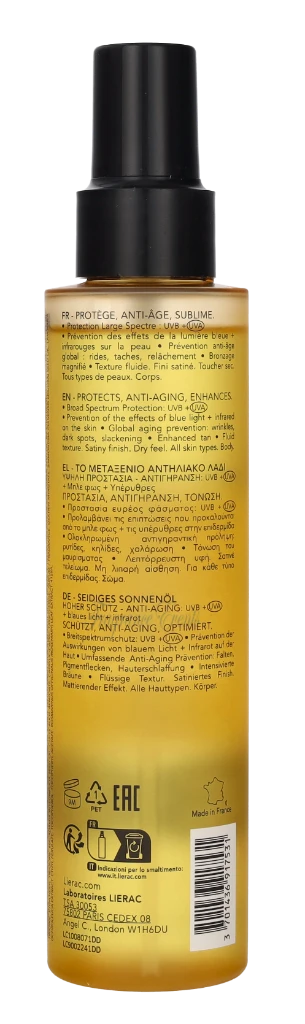 FR - PROTÈGE, ANTI-ÂGE, SUBLIME.
• Protection Large Spectre : UVB + UVA
• Prévention des effets de la lumière bleue +
infrarouges sur la peau • Prévention anti-âge
global : rides, taches, relâchement • Bronzage
magnifié • Texture fluide. Fini satiné. Toucher sec.
Tous types de peaux. Corps.
EN - PROTECTS, ANTI-AGING, ENHANCES.
• Broad Spectrum Protection: UVB + UVA
• Prevention of the effects of blue light + infrared
on the skin • Global aging prevention: wrinkles,
dark spots, slackening • Enhanced tan • Fluid
texture. Satiny finish. Dry feel. All skin types. Body.
EL - ΤΟ ΜΕΤΑΞΕΝΙΟ ΑΝΤΗΛΙΑΚΟ ΛΑΔΙ
ΥΨΗΛΗ ΠΡΟΣΤΑΣΙΑ - ΑΝΤΙΓΗΡΑΝΣΗ: UVB + UVA
+ Μπλε φως + Υπέρυθρες
ΠΡΟΣΤΑΣΙΑ, ΑΝΤΙΓΗΡΑΝΣΗ, ΤΟΝΩΣΗ.
• Προστασία ευρέος φάσματος: UVB + UVA
• Προλαμβάνει τις επιπτώσεις που προκαλούνται
από το μπλε φως + τις υπέρυθρες στην επιδερμίδα
• Ολοκληρωμένη αντιγηραντική πρόληψη:
ρυτίδες, κηλίδες, χαλάρωση • Τόνωση του
μαυρίσματος • Λεπτόρρευστη υφή. Σατινέ
τελείωμα. Μη λιπαρή αίσθηση. Για κάθε τύπο
επιδερμίδας. Σώμα.
DE - SEIDIGES SONNENÖL
HOHER SCHUTZ - ANTI-AGING: UVB + UVA
+ blaues licht + infrarot
SCHÜTZT, ANTI-AGING, OPTIMIERT.
• Breitspektrumschutz: UVB + UVA • Prävention der
Auswirkungen von blauem Licht + Infrarot auf der
Haut • Umfassende Anti-Aging Prävention: Falten,
Pigmentflecken, Hauterschlaffung • Intensivierte
Bräune • Flüssige Textur. Satiniertes Finish.
Mattierender Effekt. Alle Hauttypen. Körper.
1
PET
EAC
Made in France
FR
IT Indicazioni per lo smaltimento:
www.it.lierac.com
Lierac.com
Laboratoires LIERAC
TSA 30053
75802 PARIS CEDEX 08
Angel C., London W1H6DU
LC1008071DD
LC9002241DD
3 701436 917531